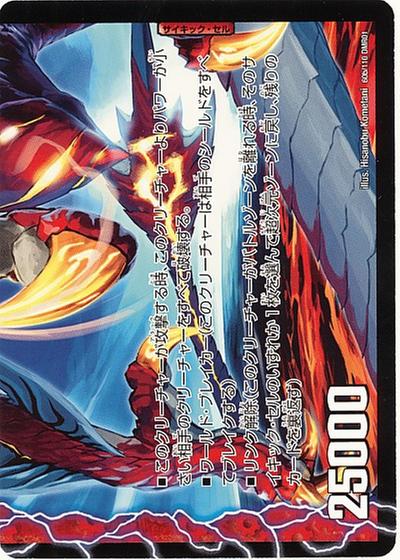 サイキック・セル
■このクリーチャーが攻撃する時、このクリーチャーよりパワーが小
さい相手のクリーチャーをすべて破壊する。
■ワールド・ブレイカー(このクリーチャーは相手のシールドをすべ
てブレイクする)
■リンク解除(このクリーチャーがバトルゾーンを離れる時、そのサ
イキック・セルのいずれか1枚を選んで超次元ゾーンに戻し、残りの
カードを裏返す)
25000
illus. Hisanobu Kometani 60b/110 DMR01